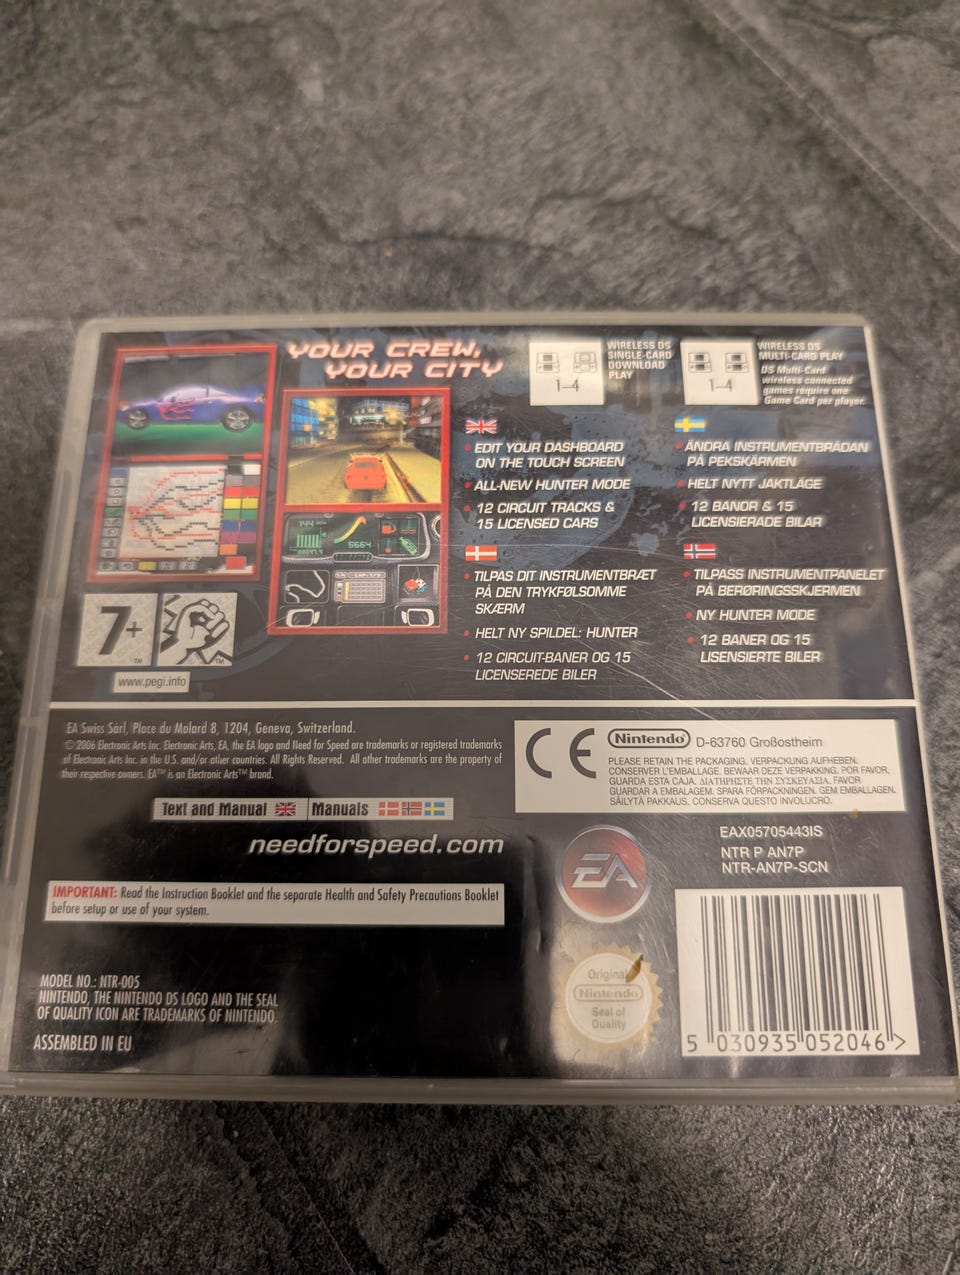 YOUR CREW,
YOUR CITY
1–4
WIRELESS DS
SINGLE-CARD
DOWNLOAD
PLAY
1–4
WIRELESS DS
MULTI-CARD PLAY
DS Multi-Card
wireless connected
games require one
Game Card per player.
• EDIT YOUR DASHBOARD
ON THE TOUCH SCREEN
• ALL-NEW HUNTER MODE
• 12 CIRCUIT TRACKS &
15 LICENSED CARS
• ÄNDRA INSTRUMENTBRÄDAN
PÅ PEKSKÄRMEN
• HELT NYTT JAKTLÄGE
• 12 BANOR & 15
LICENSIERADE BILAR
• TILPAS DIT INSTRUMENTBRÆT
PÅ DEN TRYKFØLSOMME
SKÆRM
• HELT NY SPILDEL: HUNTER
• 12 CIRCUIT-BANER OG 15
LICENSEREDE BILER
• TILPASS INSTRUMENTPANELET
PÅ BERØRINGSSKJERMEN
• NY HUNTER MODE
• 12 BANER OG 15
LISENSIERTE BILER
144
5664
7+
TM
TM
www.pegi.info
EA Swiss Sàrl, Place du Molard 8, 1204, Geneva, Switzerland.
© 2006 Electronic Arts Inc. Electronic Arts, EA, the EA logo and Need for Speed are trademarks or registered trademarks
of Electronic Arts Inc. in the U.S. and/or other countries. All Rights Reserved. All other trademarks are the property of
their respective owners. EA™ is an Electronic Arts™ brand.
Text and Manual
Manuals
needforspeed.com
IMPORTANT: Read the Instruction Booklet and the separate Health and Safety Precautions Booklet
before setup or use of your system.
MODEL NO.: NTR-005
NINTENDO, THE NINTENDO DS LOGO AND THE SEAL
OF QUALITY ICON ARE TRADEMARKS OF NINTENDO.
ASSEMBLED IN EU
CE
Nintendo® D-63760 Großostheim
PLEASE RETAIN THE PACKAGING. VERPACKUNG AUFHEBEN.
CONSERVER L'EMBALLAGE. BEWAAR DEZE VERPAKKING. POR FAVOR,
GUARDA ESTA CAJA. ΔΙΑΤΗΡΗΣΤΕ ΤΗΝ ΣΥΣΚΕΥΑΣΙΑ. FAVOR
GUARDAR A EMBALAGEM. SPARA FÖRPACKNINGEN. GEM EMBALLAGEN.
SÄILYTÄ PAKKAUS. CONSERVA QUESTO INVOLUCRO.
EAX05705443IS
NTR P AN7P
NTR-AN7P-SCN
EA
Original
Nintendo
Seal of
Quality
5 030935 052046 >